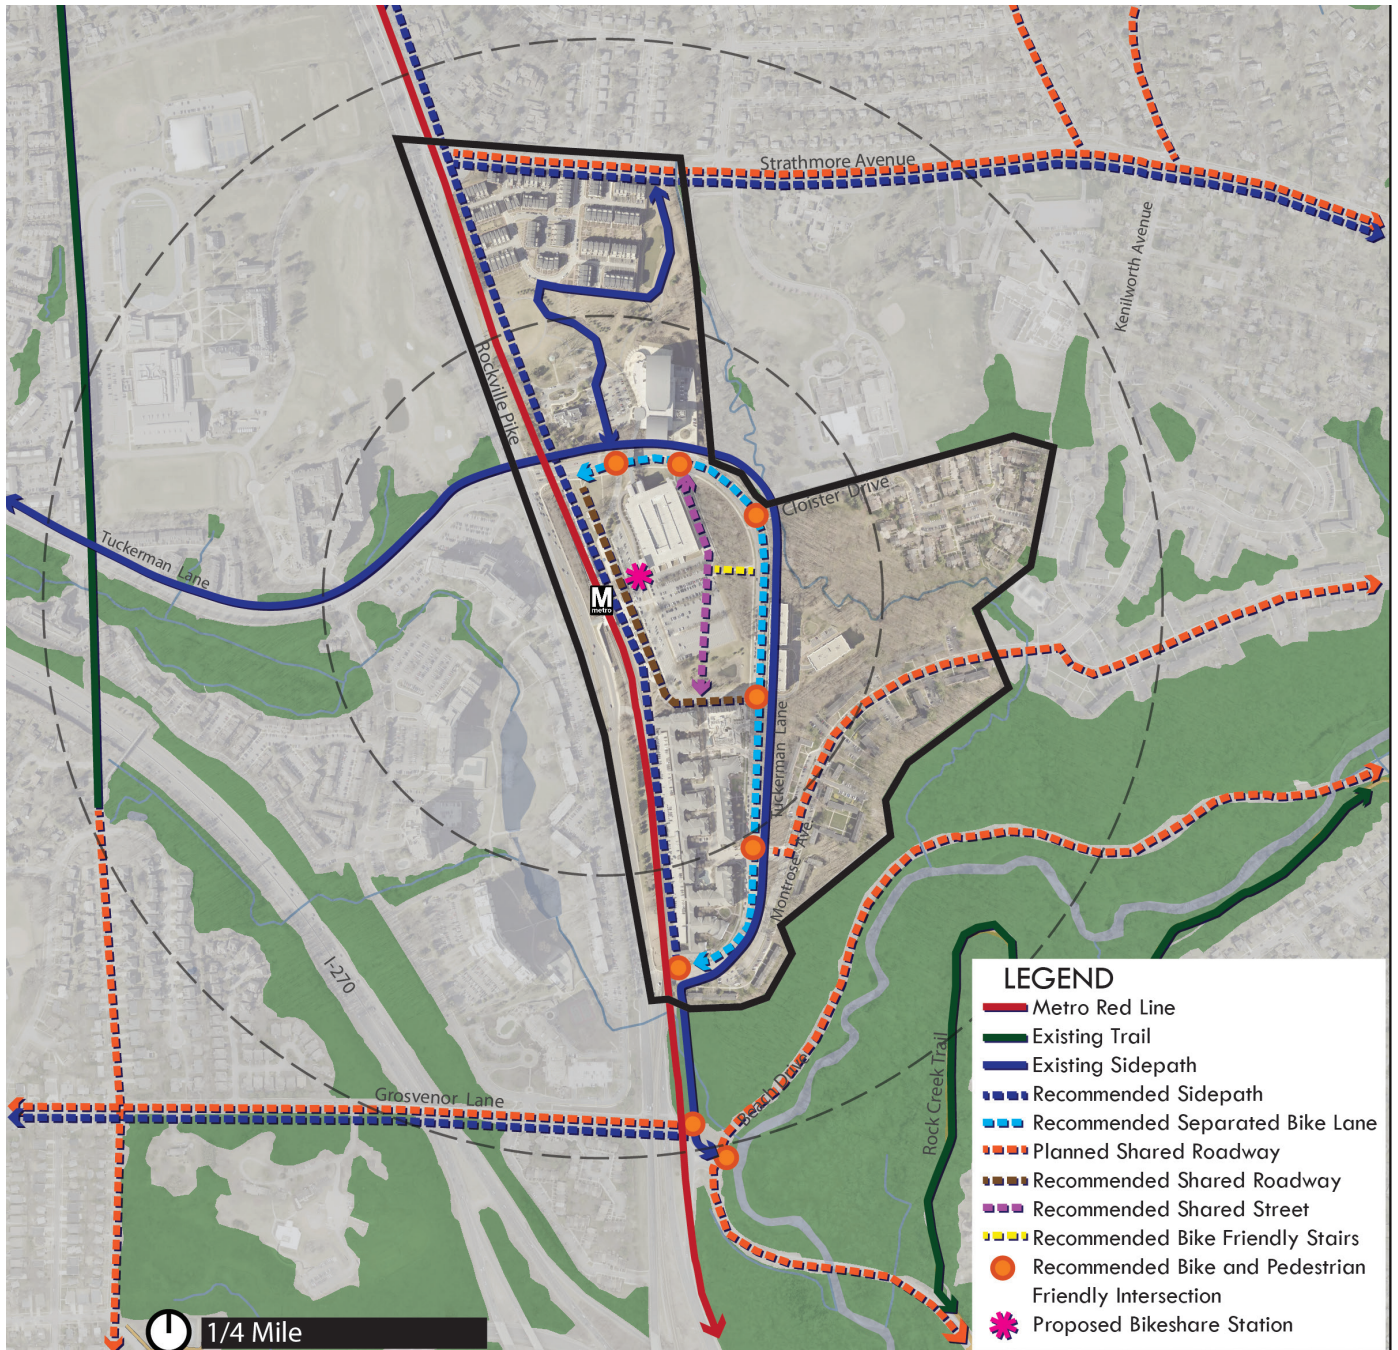 Strathmore Avenue
Kenilworth Avenue
Rockville Pike
Cloister Drive
Tuckerman Lane
M
metro
Tuckerman Lane
Montrose Ave
I-270
Grosvenor Lane
Beach Drive
Rock Creek Trail
LEGEND
Metro Red Line
Existing Trail
Existing Sidepath
Recommended Sidepath
Recommended Separated Bike Lane
Planned Shared Roadway
Recommended Shared Roadway
Recommended Shared Street
Recommended Bike Friendly Stairs
Recommended Bike and Pedestrian
Friendly Intersection
Proposed Bikeshare Station
1/4 Mile